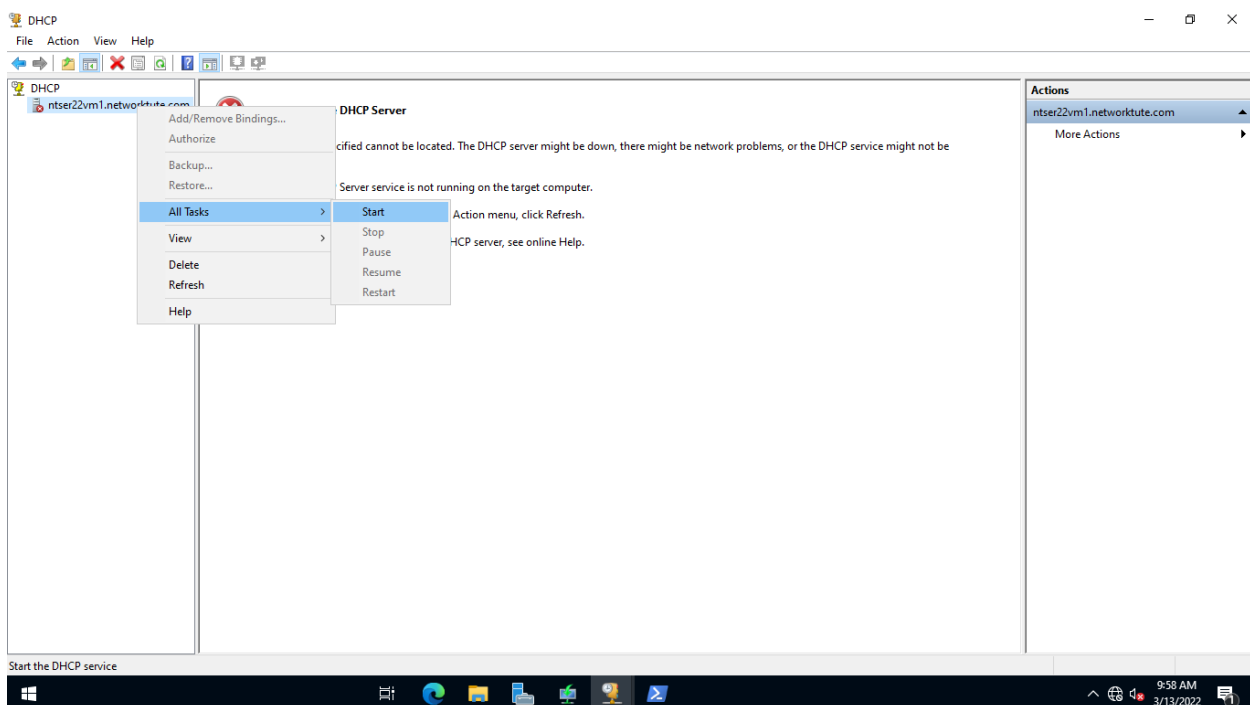 DHCP
File Action View Help
DHCP
ntser22vm1.networktute.com
Add/Remove Bindings...
Authorize
Backup...
Restore...
All Tasks
View
Delete
Refresh
Help
Start
Stop
Pause
Resume
Restart
DHCP Server
cified cannot be located. The DHCP server might be down, there might be network problems, or the DHCP service might not be
Server service is not running on the target computer.
Action menu, click Refresh.
HCP server, see online Help.
Actions
ntser22vm1.networktute.com
More Actions
Start the DHCP service
9:58 AM
3/13/2022
1